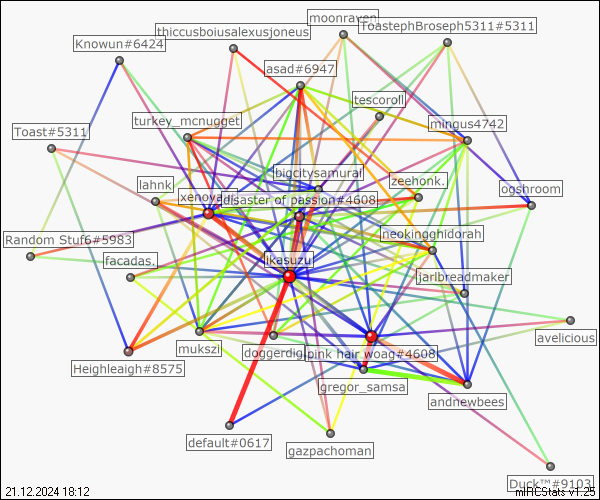 moonraven
ToastephBroseph5311#5311
thiccusboiusalexusjoneus
Knowun#6424
asad#6947
tescoroll
turkey_mcnugget
mingus4742
Toast#5311
bigcitysamurai
lahnk
zeehonk.
ogshroom
disaster of passion#4608
neokingghidorah
Random Stuf6#5983
facadas.
ikasuzu
jarlbreadmaker
avelicious
mukszi
doggerdig
pink hair woag#4608
Heighleaigh#8575
gregor_samsa
andnewbees
default#0617
gazpachoman
Duck™#9103
21.12.2024 18:12
mIRCStats v1.25